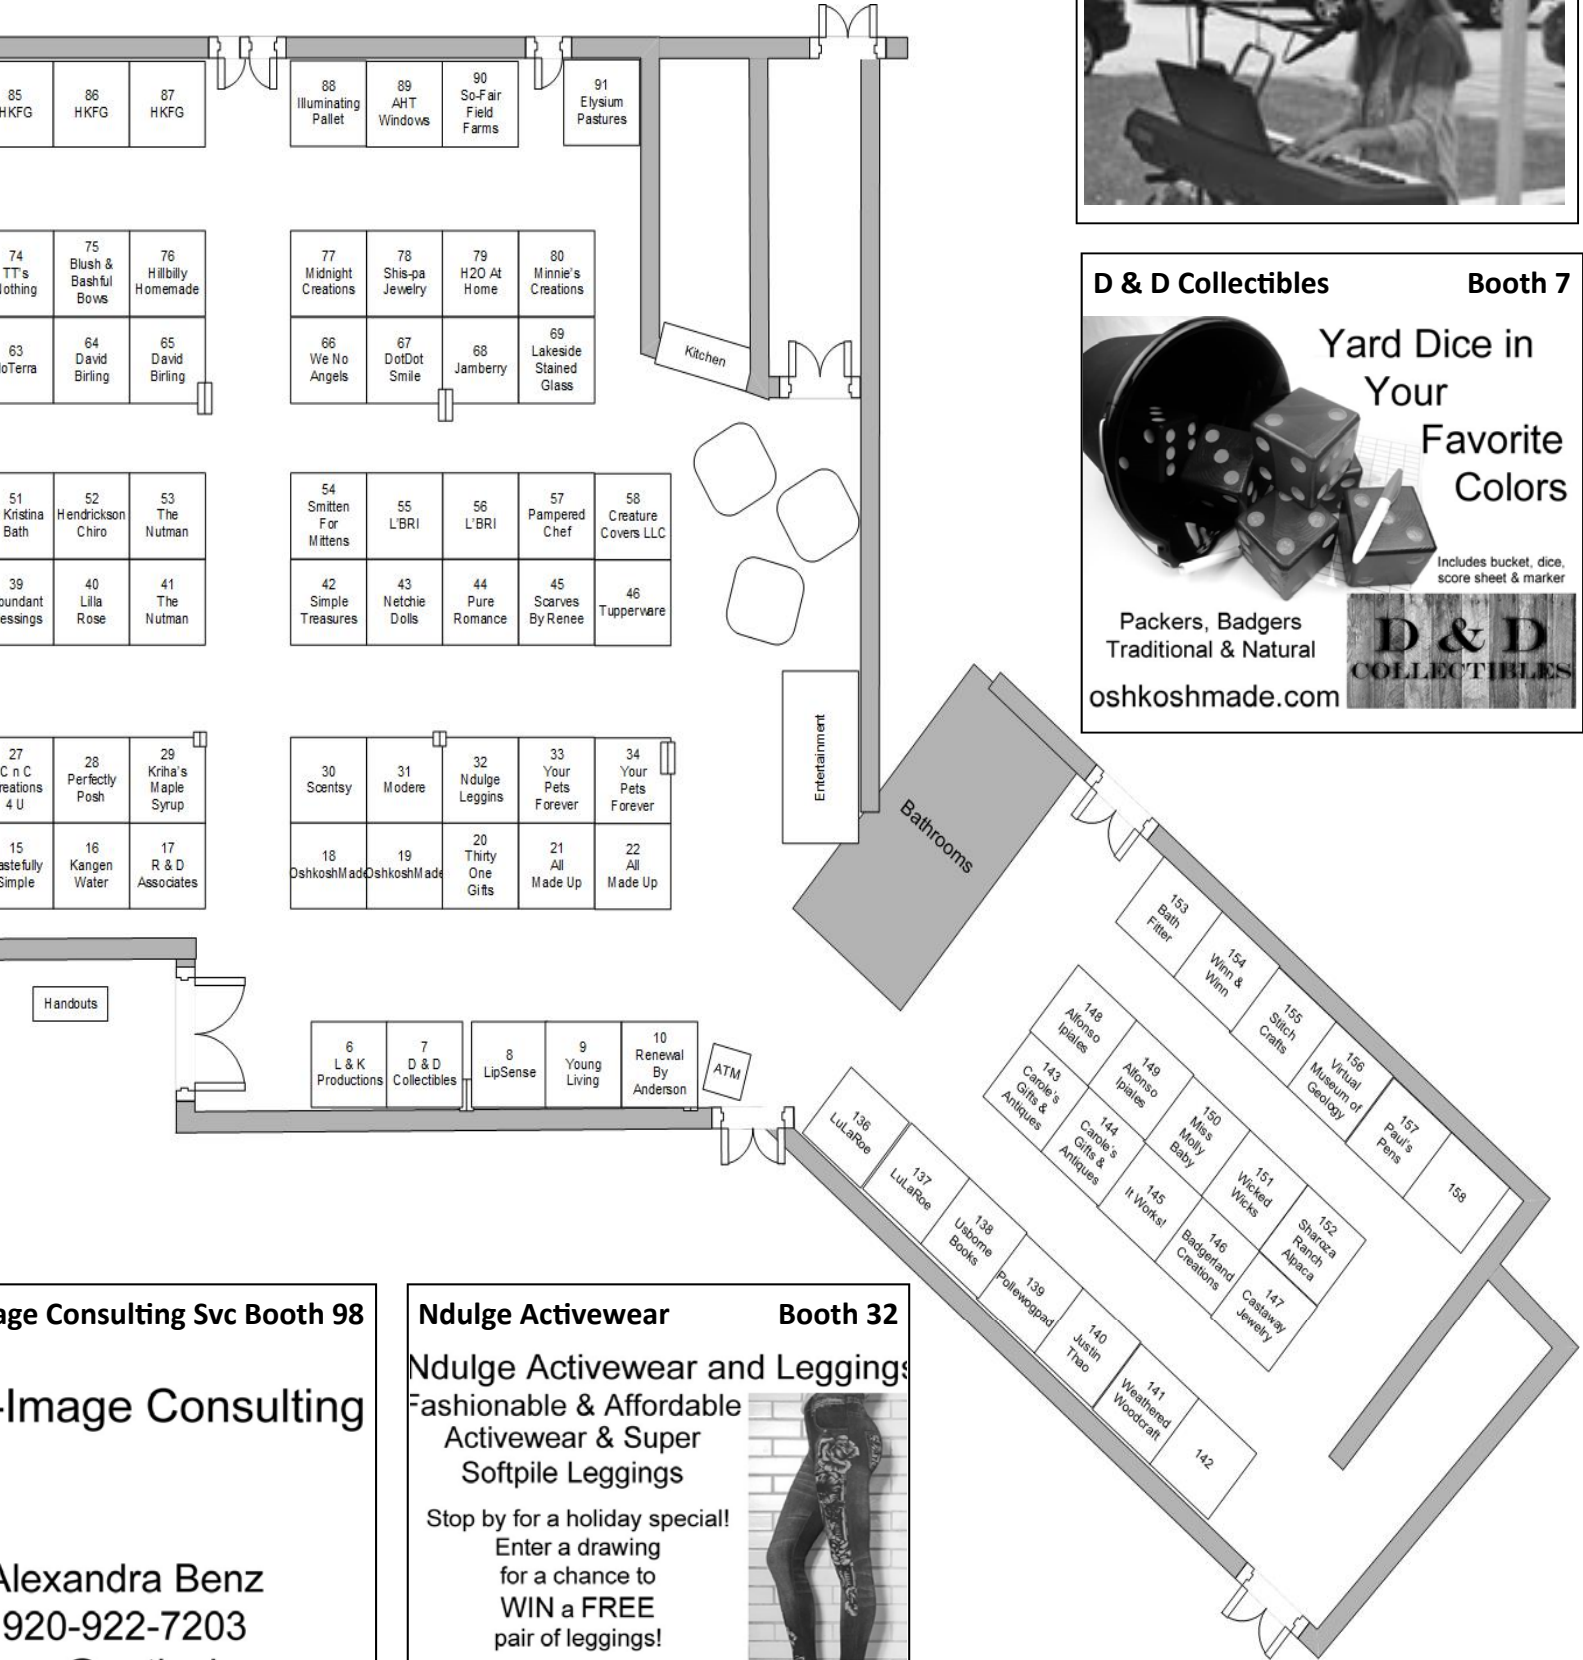 85
HKFG
86
HKFG
87
HKFG
88
Illuminating
Pallet
89
AHT
Windows
90
So-Fair
Field
Farms
91
Elysium
Pastures
74
TT's
75
Blush &
Bashful
Bows
76
Hillbilly
Homemade
77
Midnight
Creations
78
Shis-pa
Jewelry
79
H2O At
Home
80
Minnie's
Creations
63
64
David
Birling
65
David
Birling
66
We No
Angels
67
DotDot
Smile
68
Jamberry
69
Lakeside
Stained
Glass
Kitchen
51
Kristina
Bath
52
Hendrickson
Chiro
53
The
Nutman
54
Smitten
For
Mittens
55
L'BRI
56
L'BRI
57
Pampered
Chef
58
Creature
Covers LLC
39
40
Lilla
Rose
41
The
Nutman
42
Simple
Treasures
43
Netchie
Dolls
44
Pure
Romance
45
Scarves
By Renee
46
Tupperware
27
C n C
4 U
28
Perfectly
Posh
29
Kriha's
Maple
Syrup
30
Scentsy
31
Modere
32
Ndulge
Leggins
33
Your
Pets
Forever
34
Your
Pets
Forever
15
Simple
16
Kangen
Water
17
R & D
Associates
18
OshkoshMade
19
OshkoshMade
20
Thirty
One
Gifts
21
All
Made Up
22
All
Made Up
Entertainment
Bathrooms
Handouts
6
L & K
Productions
7
D & D
Collectibles
8
LipSense
9
Young
Living
10
Renewal
By
Anderson
ATM
153
Bath
Fitter
154
Winn &
Winn
155
Stitch
Crafts
156
Virtual
Museum of
Geology
157
Paul's
Pens
158
148
Alfonso
Ipiales
149
Alfonso
Ipiales
150
Miss
Molly
Baby
151
Wicked
Wicks
152
Sharoza
Ranch
Alpaca
143
Carole's
Gifts &
Antiques
144
Carole's
Gifts &
Antiques
145
It Works!
146
Badgerland
Creations
147
Castaway
Jewelry
136
LuLaRoe
137
LuLaRoe
138
Usborne
Books
139
Pollewogpad
140
Justin
Thao
141
Weathered
Woodcraft
142
D & D Collectibles Booth 7
Yard Dice in
Your
Favorite
Colors
Includes bucket, dice,
score sheet & marker
Packers, Badgers
Traditional & Natural
oshkoshmade.com
D & D
COLLECTIBLES
Consulting Svc Booth 98
-Image Consulting
Alexandra Benz
920-922-7203
Ndulge Activewear Booth 32
Ndulge Activewear and Leggings
Fashionable & Affordable
Activewear & Super
Softpile Leggings
Stop by for a holiday special!
Enter a drawing
for a chance to
WIN a FREE
pair of leggings!